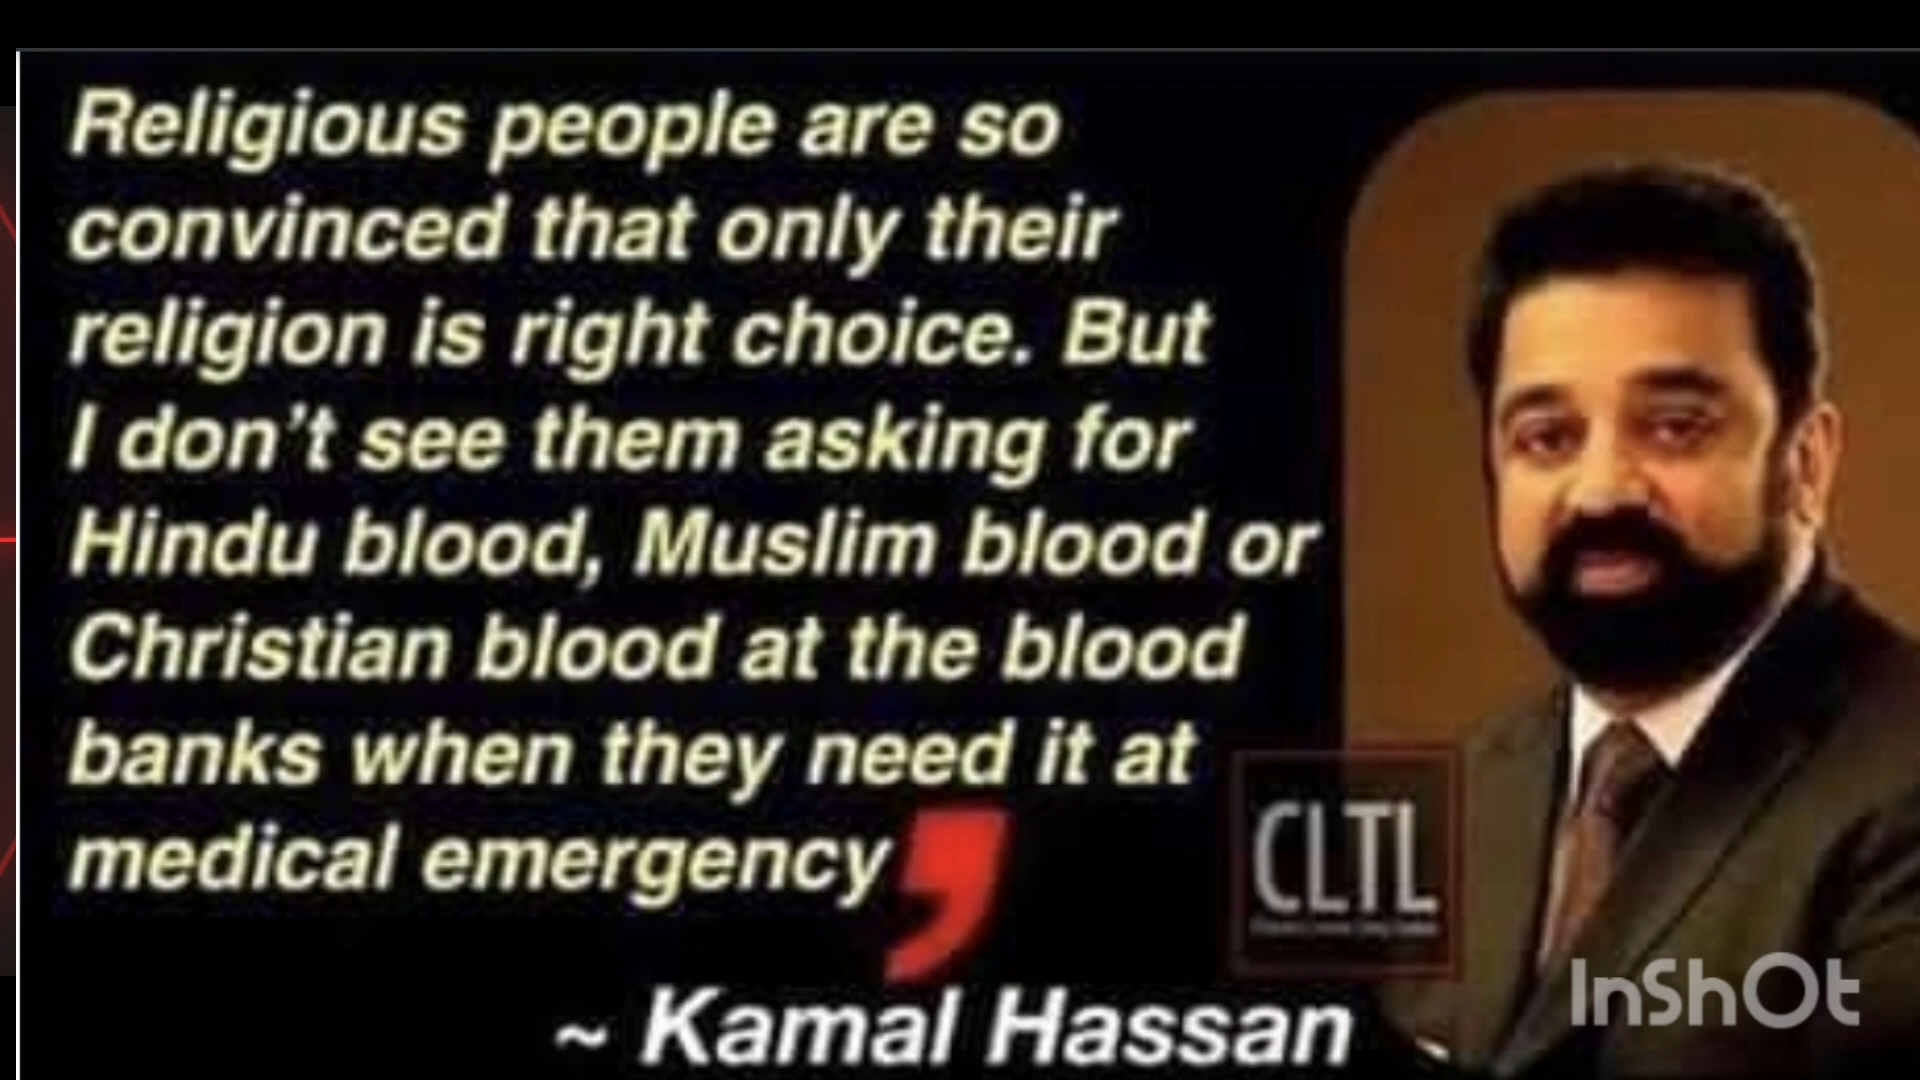 Religious people are so
convinced that only their
religion is right choice. But
I don't see them asking for
Hindu blood, Muslim blood or
Christian blood at the blood
banks when they need it at
medical emergency,
~ Kamal Hassan
CLTL
InShOt